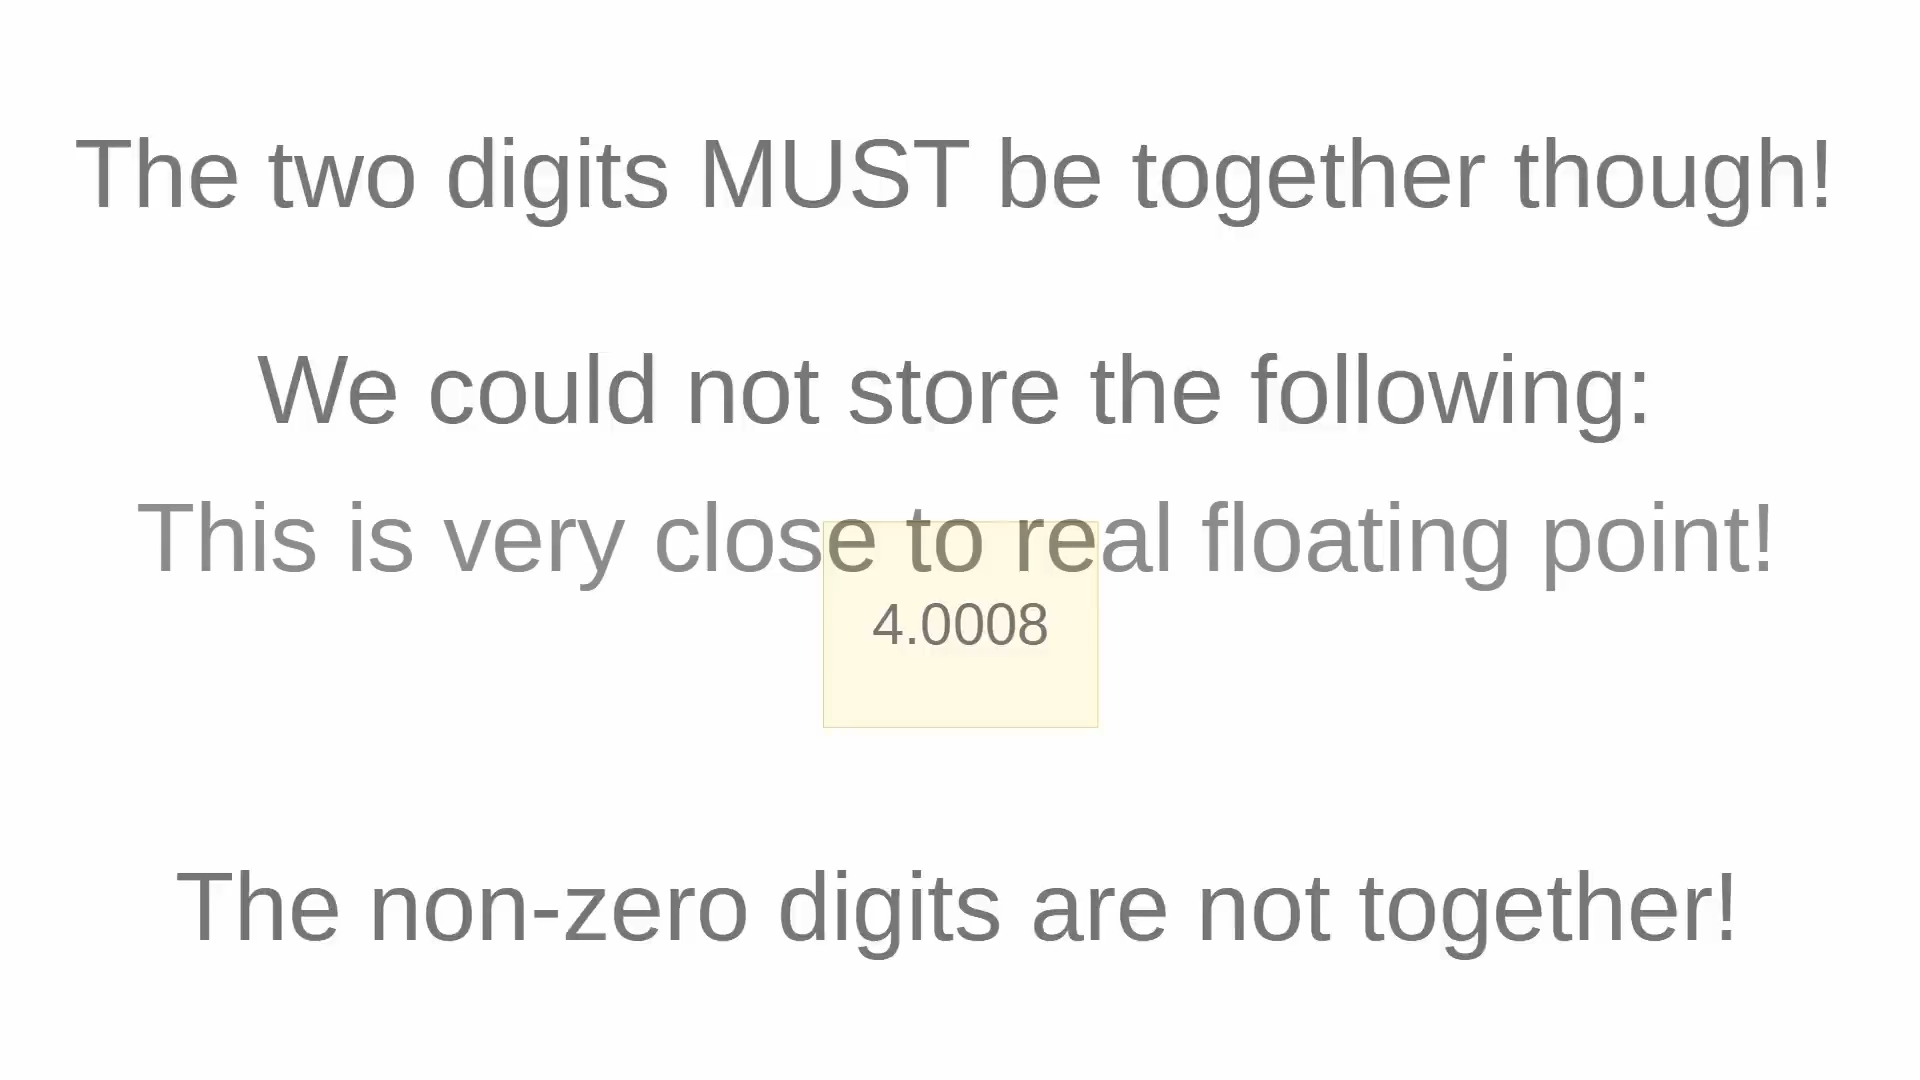 The two digits MUST be together though!
We could not store the following:
This is very close to real floating point!
4.0008
The non-zero digits are not together!